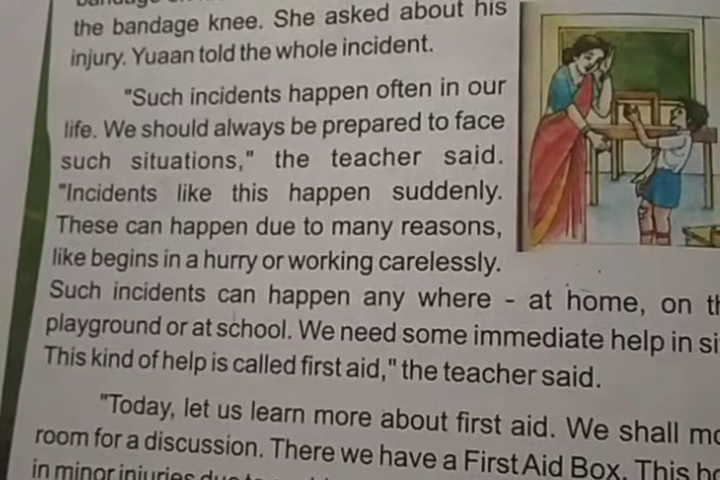 the bandage knee. She asked about his
injury. Yuaan told the whole incident.
"Such incidents happen often in our
life. We should always be prepared to face
such situations," the teacher said.
"Incidents like this happen suddenly.
These can happen due to many reasons,
like begins in a hurry or working carelessly.
Such incidents can happen any where - at home, on
playground or at school. We need some immediate help in
This kind of help is called first aid," the teacher said.
"Today, let us learn more about first aid. We shall
room for a discussion. There we have a First Aid Box. This
in minor injuries